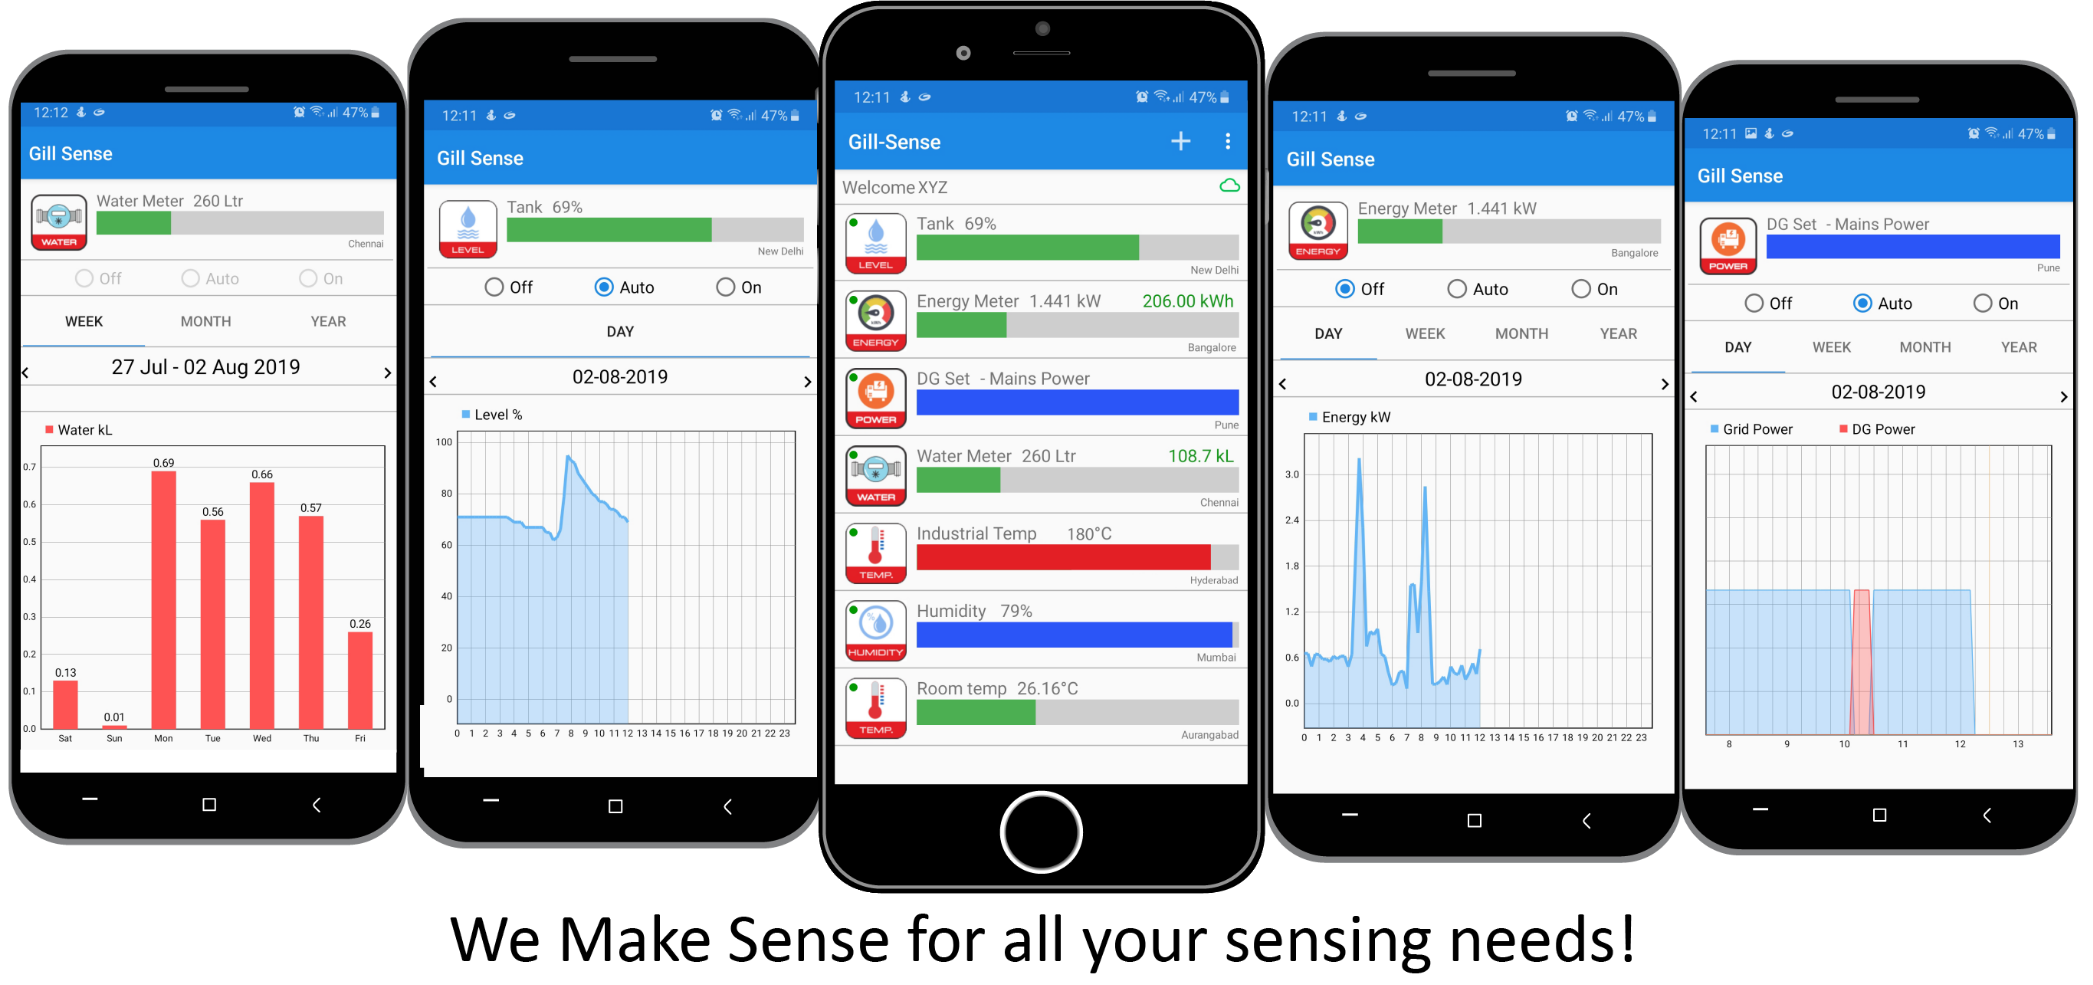 12:12 47%
Gill Sense
Water Meter 260 Ltr
WATER
Chennai
Off Auto On
WEEK MONTH YEAR
< 27 Jul - 02 Aug 2019 >
Water kL
0.7
0.6
0.5
0.4
0.3
0.2
0.1
0.0
0.13
0.01
0.69
0.56
0.66
0.57
0.26
Sat Sun Mon Tue Wed Thu Fri
12:11 47%
Gill Sense
Tank 69%
LEVEL
New Delhi
Off Auto On
DAY
< 02-08-2019 >
Level %
100
80
60
40
20
0
0 1 2 3 4 5 6 7 8 9 10 11 12 13 14 15 16 17 18 19 20 21 22 23
12:11 47%
Gill-Sense +
Welcome XYZ
Tank 69%
LEVEL
New Delhi
Energy Meter 1.441 kW 206.00 kWh
ENERGY
Bangalore
DG Set - Mains Power
POWER
Pune
Water Meter 260 Ltr 108.7 kL
WATER
Chennai
Industrial Temp 180°C
TEMP.
Hyderabad
Humidity 79%
%
HUMIDITY
Mumbai
Room temp 26.16°C
TEMP.
Aurangabad
12:11 47%
Gill Sense
Energy Meter 1.441 kW
ENERGY
Bangalore
Off Auto On
DAY WEEK MONTH YEAR
< 02-08-2019 >
Energy kW
3.0
2.4
1.8
1.2
0.6
0.0
0 1 2 3 4 5 6 7 8 9 10 11 12 13 14 15 16 17 18 19 20 21 22 23
12:11 47%
Gill Sense
DG Set - Mains Power
POWER
Pune
Off Auto On
DAY WEEK MONTH YEAR
< 02-08-2019 >
Grid Power DG Power
8 9 10 11 12 13
We Make Sense for all your sensing needs!